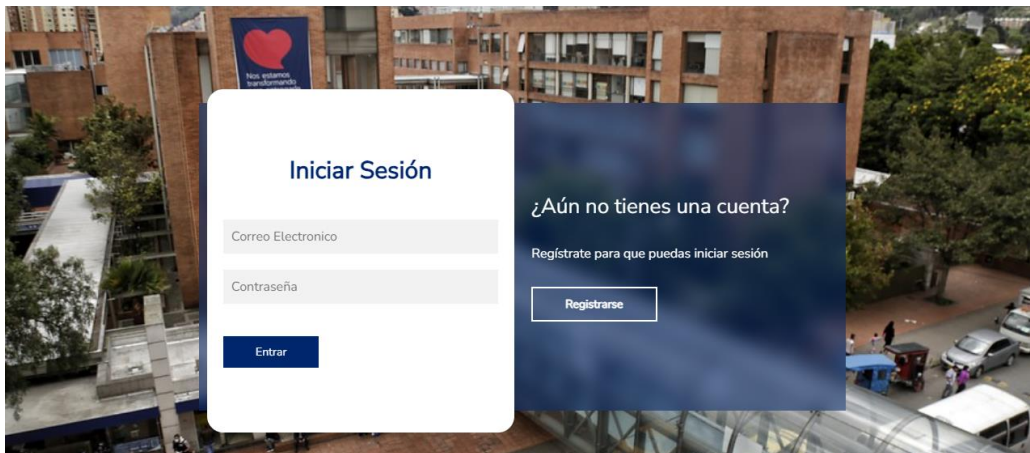 Nos estamos
transformando
Iniciar Sesión
Correo Electronico
Contraseña
Entrar
¿Aún no tienes una cuenta?
Regístrate para que puedas iniciar sesión
Registrarse